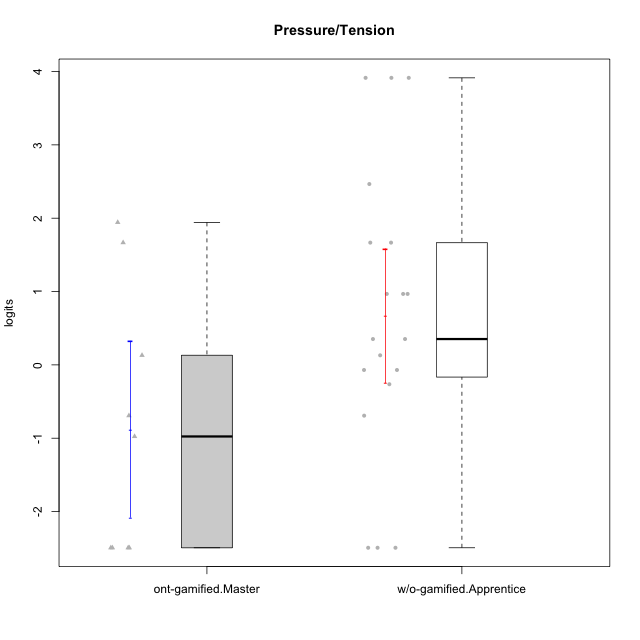 Pressure/Tension
logits
4
3
2
1
0
-1
-2
ont-gamified.Master
w/o-gamified.Apprentice